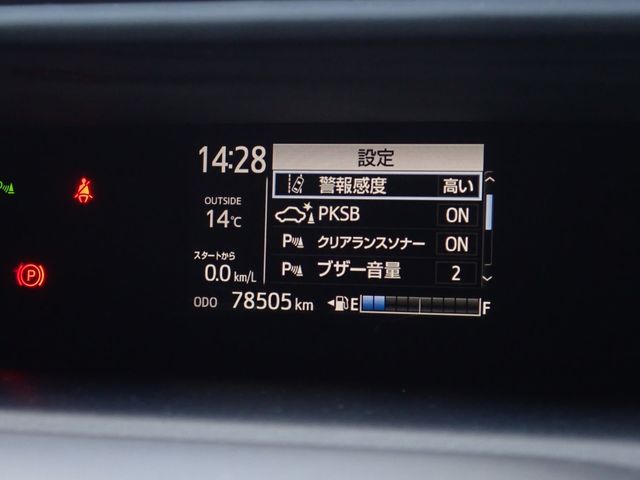 14:28
設定
警報感度 高い
OUTSIDE
14℃
PKSB ON
クリアランスソナー ON
スタートから
0.0 km/L
ブザー音量 2
ODO 78505 km
E F
P